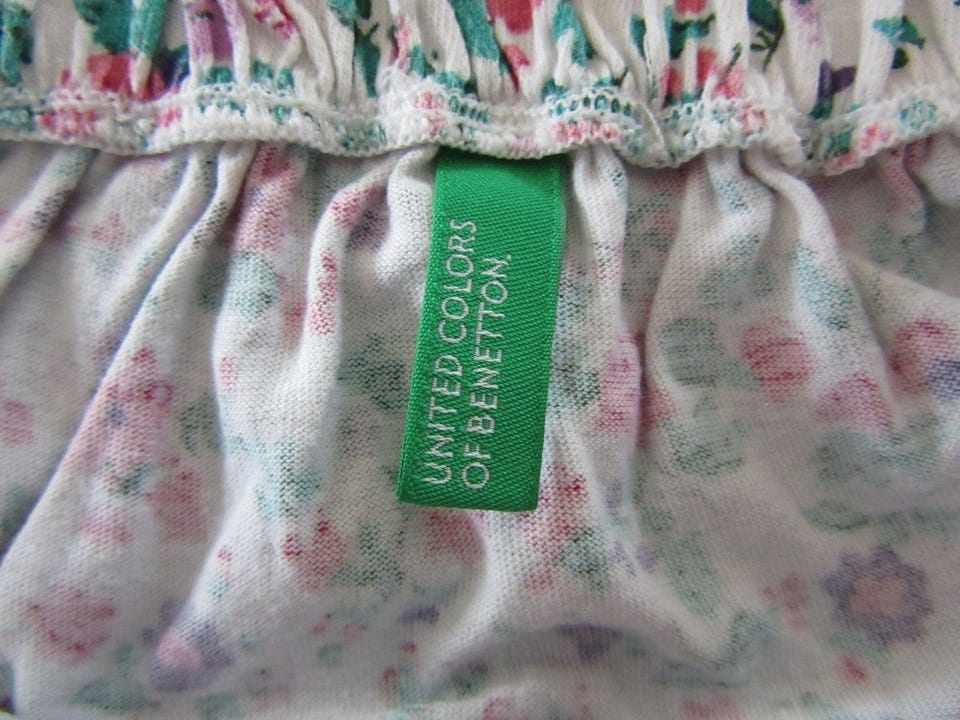 UNITED COLORS
OF BENETTON.